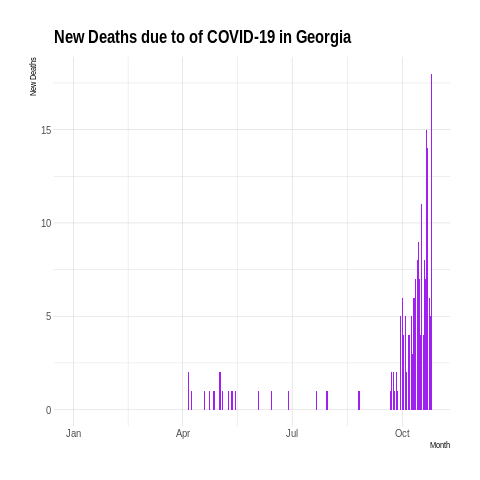 New Deaths due to of COVID-19 in Georgia
New Deaths
15
10
5
0
Jan Apr Jul Oct
Month